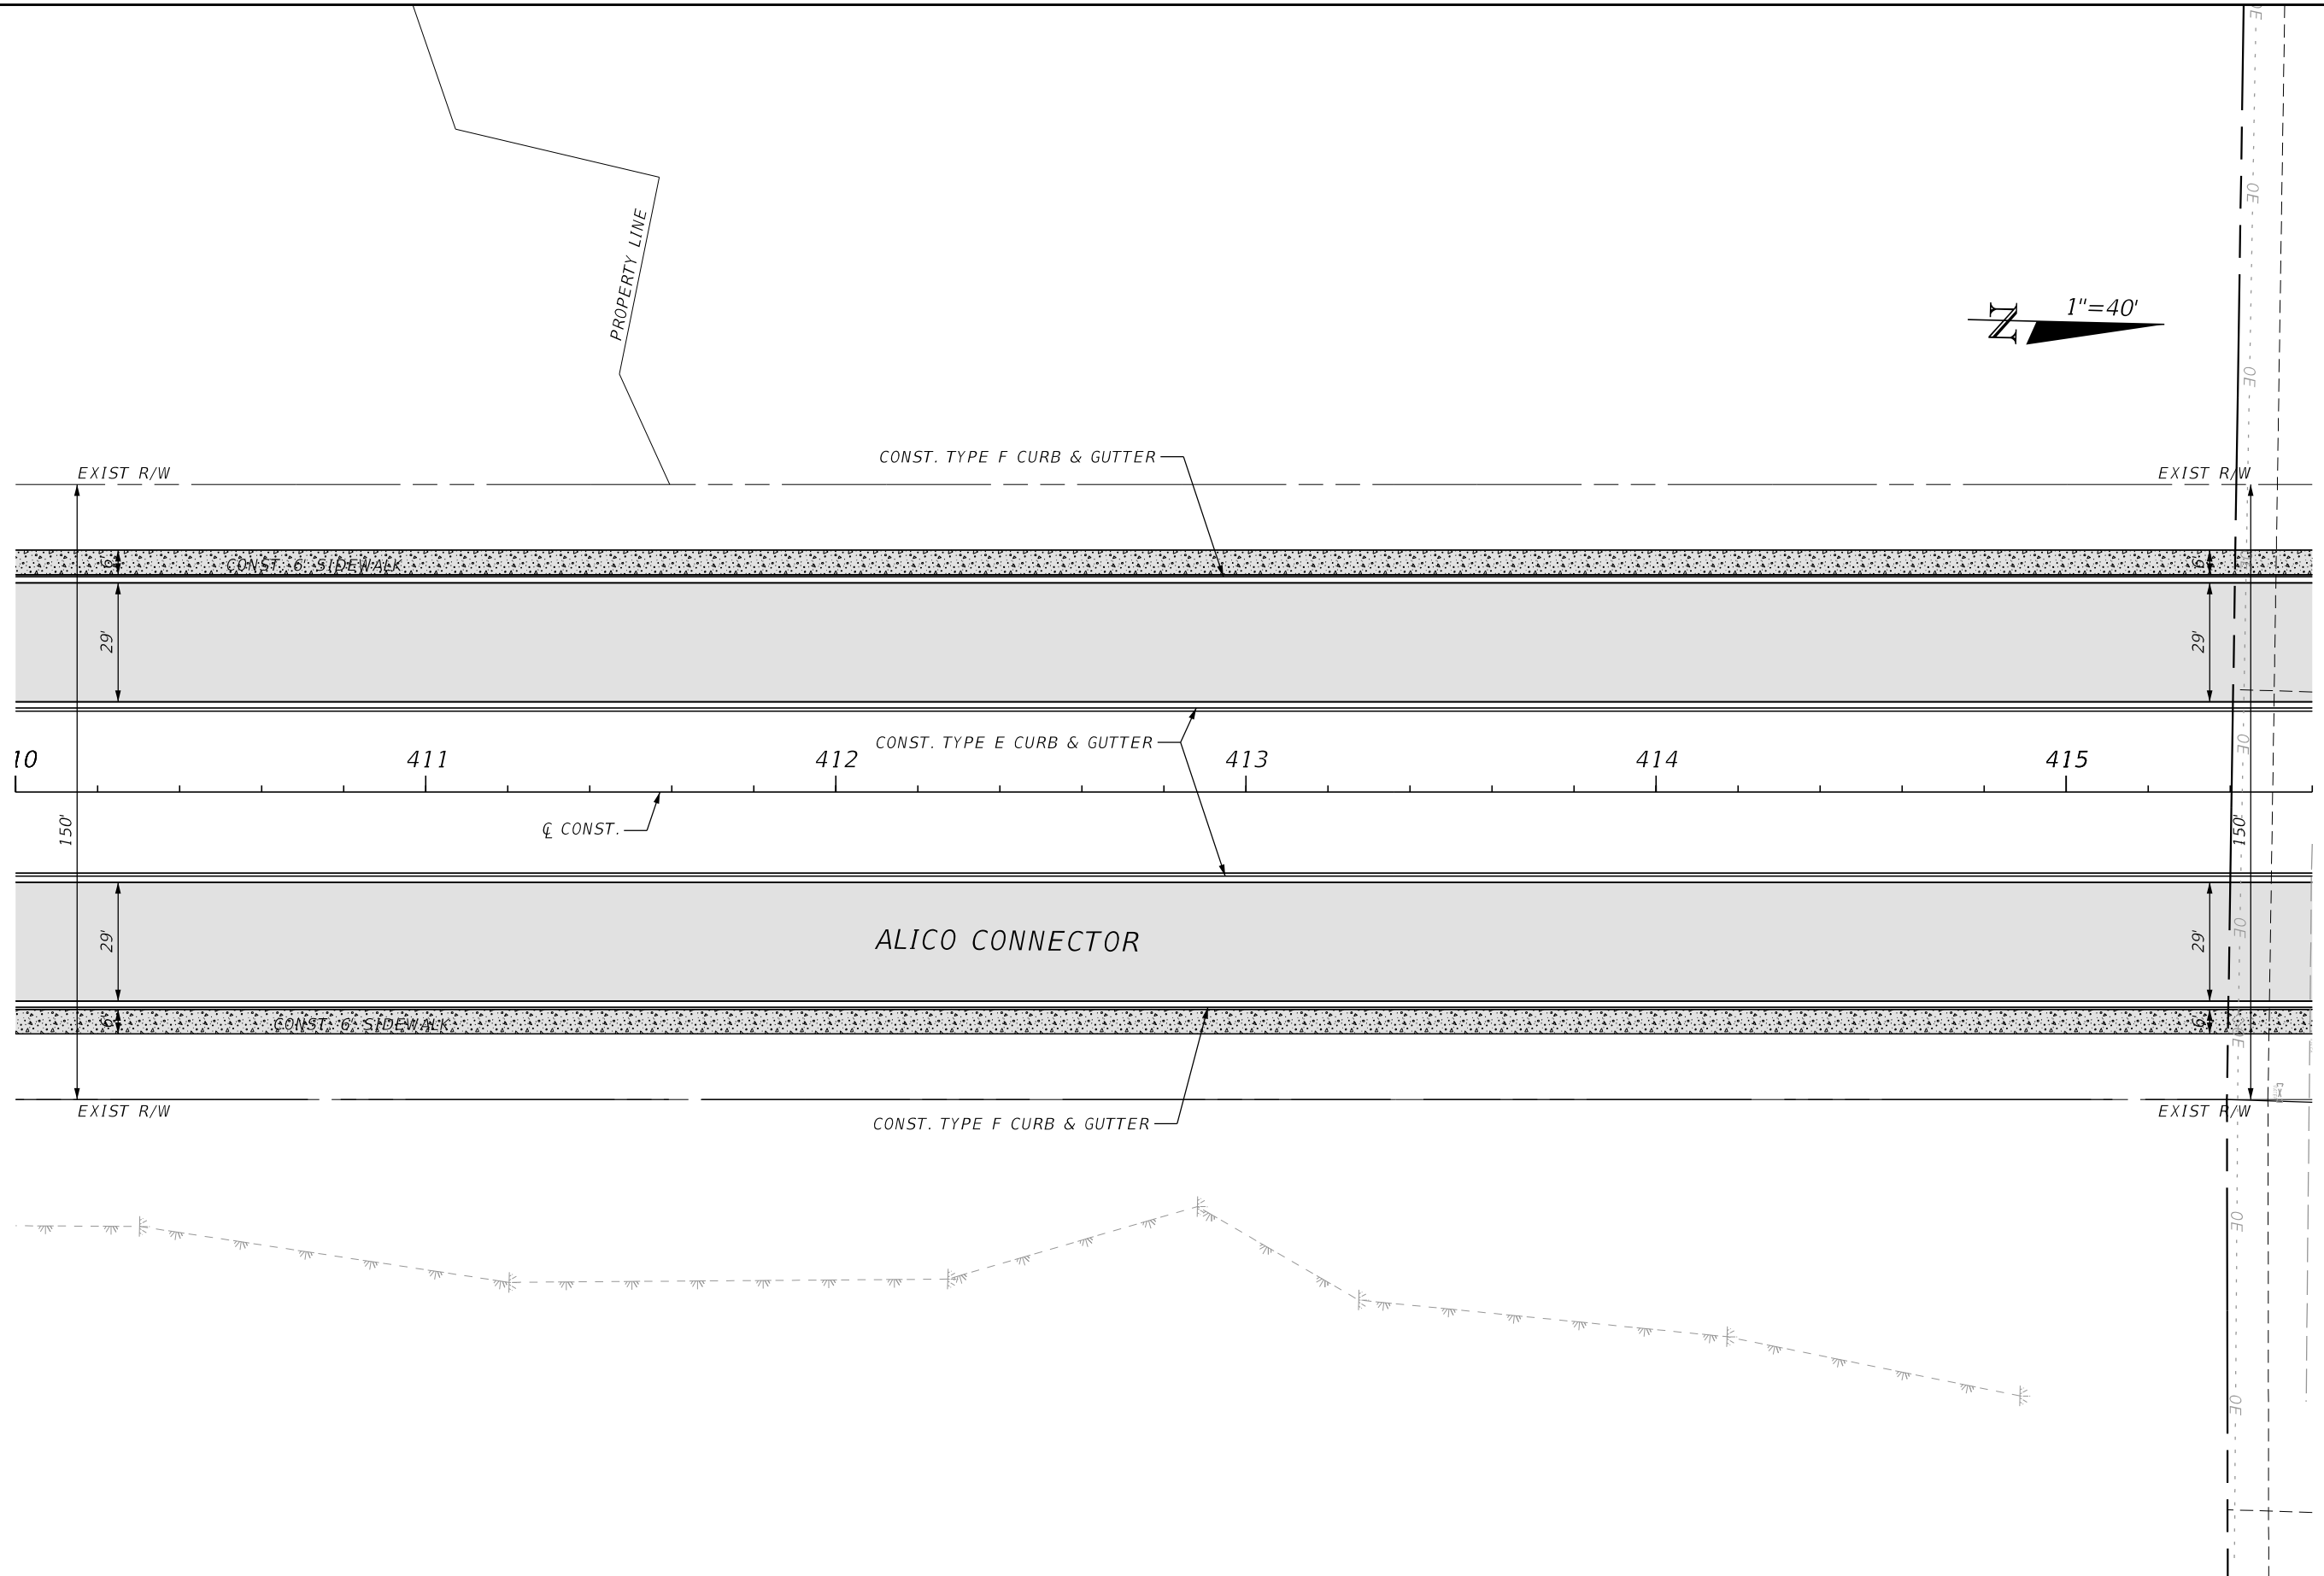 OE
OE
PROPERTY LINE
N
1"=40'
OE
CONST. TYPE F CURB & GUTTER
EXIST R/W
EXIST R/W
6'
CONST. 6' SIDEWALK
6'
29'
29'
CONST. TYPE E CURB & GUTTER
OE
10
411
412
413
414
415
150'
℄ CONST.
150'
29'
ALICO CONNECTOR
29'
OE
6'
CONST. 6' SIDEWALK
6'
OE
EXIST R/W
EXIST R/W
CONST. TYPE F CURB & GUTTER
OE
OE